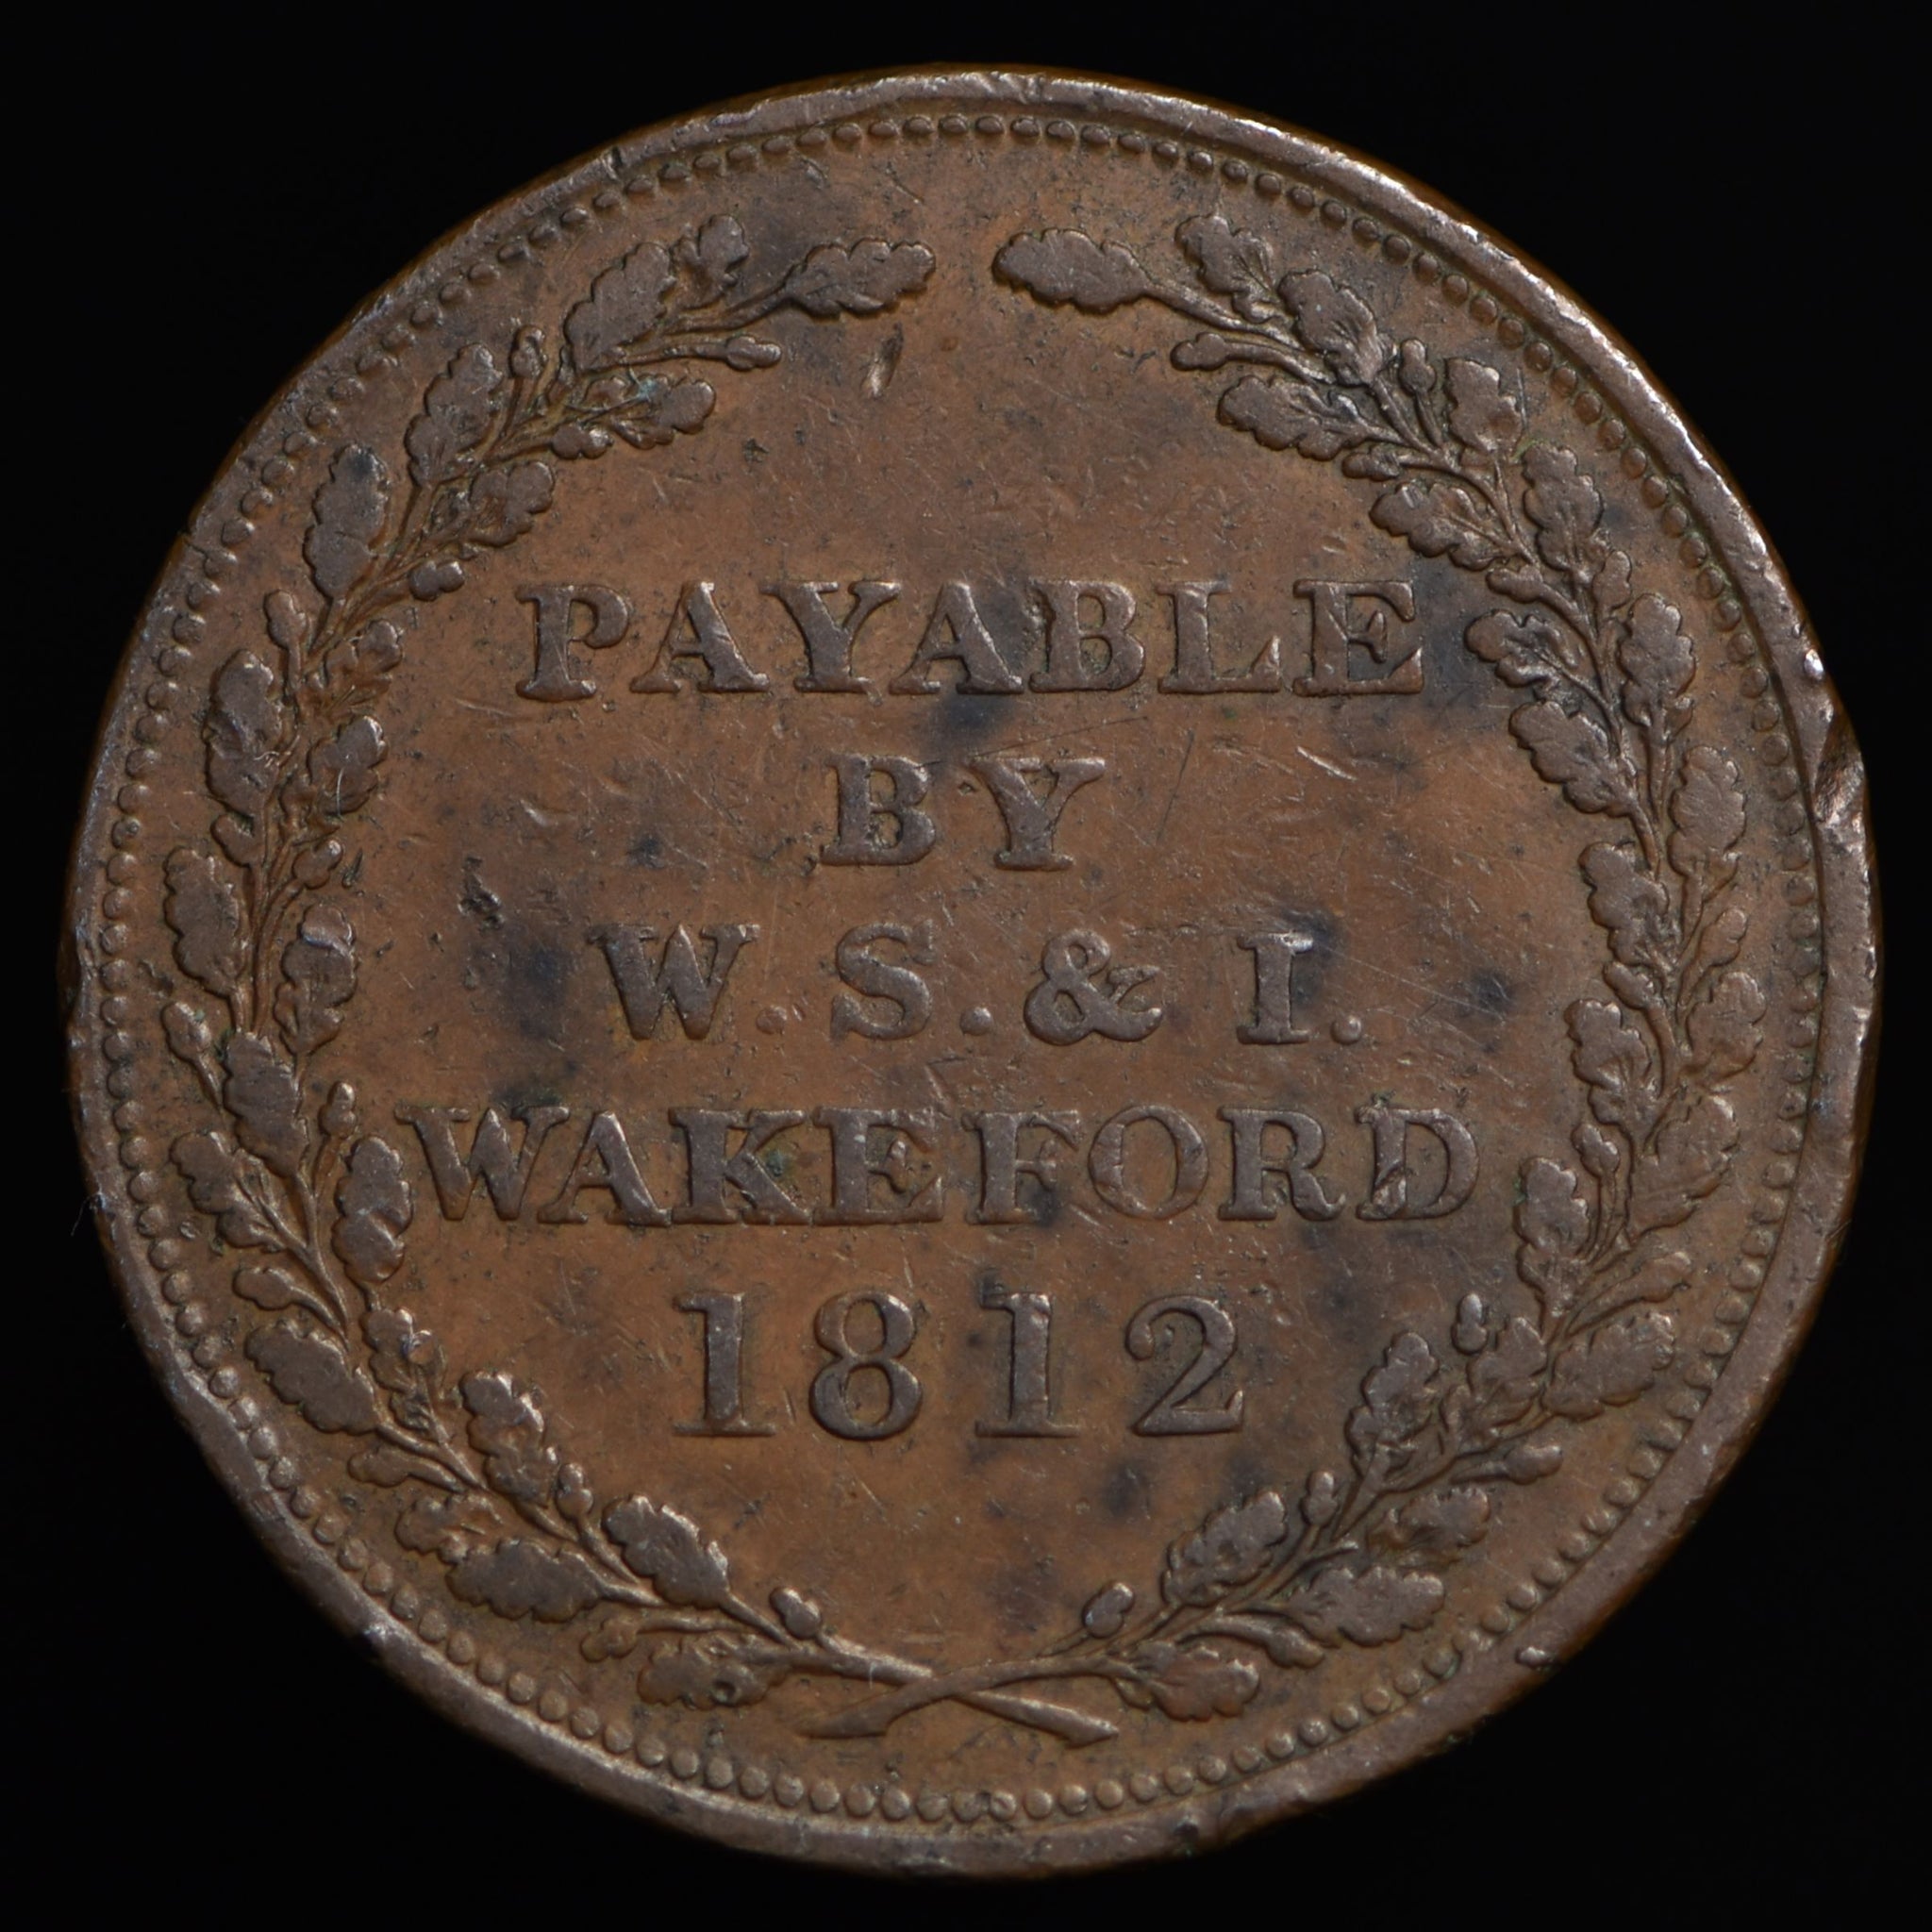 PAYABLE
BY
W. S. & I.
WAKEFORD
1812